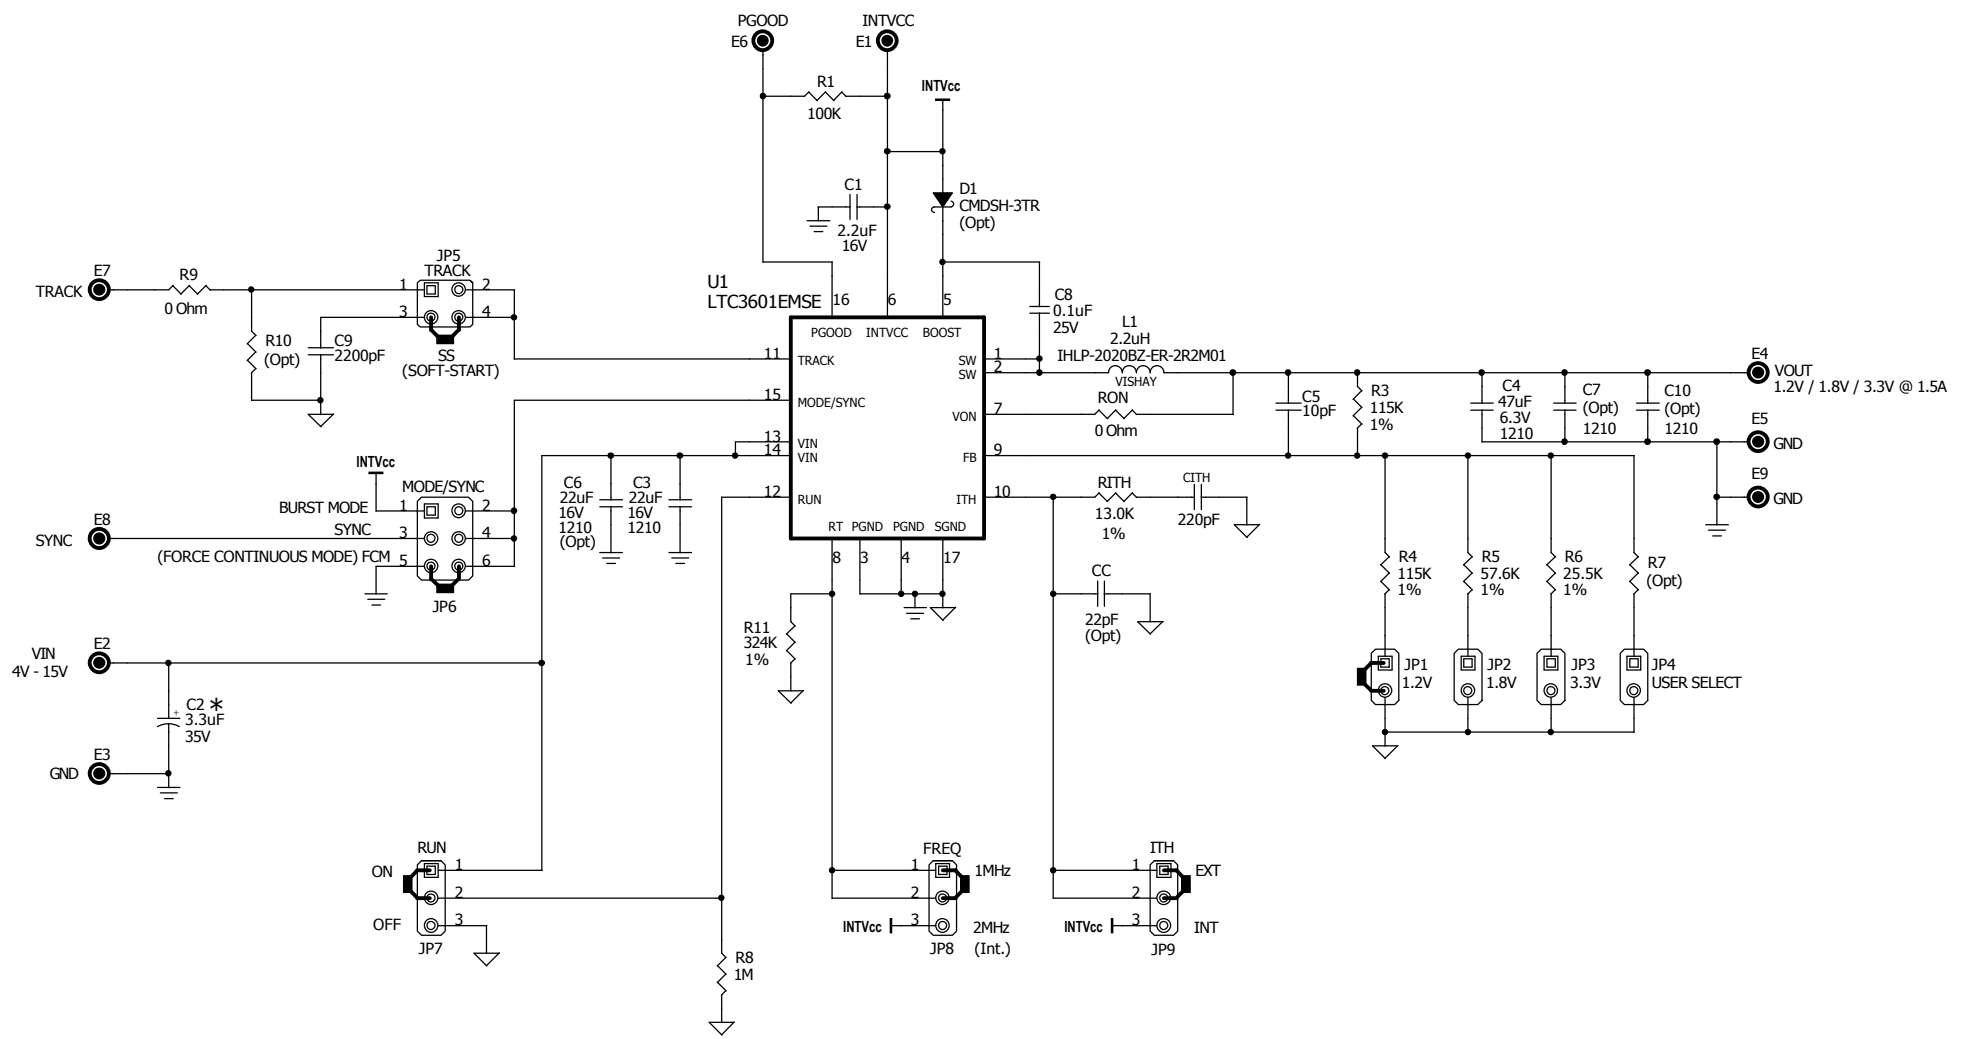 PGOOD
E6
INTVCC
E1
R1
100K
INTVcc
C1
2.2uF
16V
D1
CMDSH-3TR
(Opt)
E7
TRACK
R9
0 Ohm
R10
(Opt)
C9
2200pF
JP5
TRACK
1
2
3
4
SS
(SOFT-START)
U1
LTC3601EMSE
16
6
5
PGOOD
INTVCC
BOOST
11
TRACK
15
MODE/SYNC
13
VIN
14
VIN
12
RUN
SW
1
SW
2
VON
7
FB
9
ITH
10
RT
PGND
PGND
SGND
8
3
4
17
C8
0.1uF
25V
L1
2.2uH
IHLP-2020BZ-ER-2R2M01
VISHAY
RON
0 Ohm
C5
10pF
R3
115K
1%
C4
47uF
6.3V
1210
C7
(Opt)
1210
C10
(Opt)
1210
E4
VOUT
1.2V / 1.8V / 3.3V @ 1.5A
E5
GND
E9
GND
RITH
13.0K
1%
CITH
220pF
CC
22pF
(Opt)
INTVcc
MODE/SYNC
BURST MODE
1
2
E8
SYNC
SYNC
3
4
(FORCE CONTINUOUS MODE) FCM
5
6
JP6
C6
22uF
16V
1210
(Opt)
C3
22uF
16V
1210
R11
324K
1%
R4
115K
1%
R5
57.6K
1%
R6
25.5K
1%
R7
(Opt)
JP1
1.2V
JP2
1.8V
JP3
3.3V
JP4
USER SELECT
E2
VIN
4V - 15V
C2 *
+
3.3uF
35V
E3
GND
RUN
ON
1
2
OFF
3
JP7
R8
1M
FREQ
1
1MHz
2
INTVcc
3
2MHz
(Int.)
JP8
ITH
1
EXT
2
INTVcc
3
INT
JP9